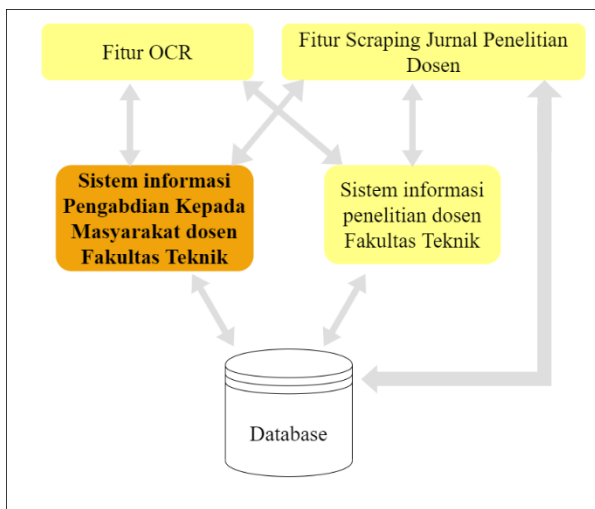 Fitur OCR
Fitur Scraping Jurnal Penelitian
Dosen
Sistem informasi
Pengabdian Kepada
Masyarakat dosen
Fakultas Teknik
Sistem informasi
penelitian dosen
Fakultas Teknik
Database